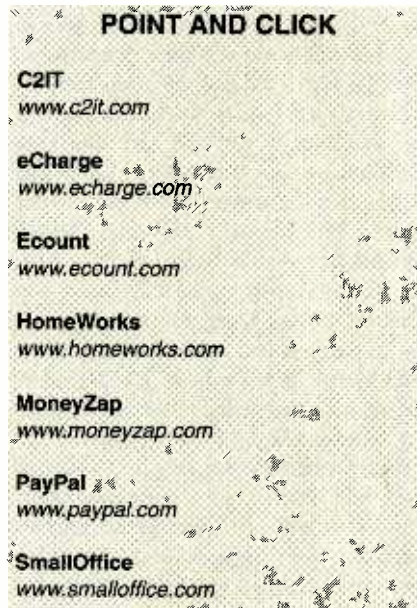 POINT AND CLICK
C2IT
www.c2it.com
eCharge
www.echarge.com
Ecount
www.ecount.com
HomeWorks
www.homeworks.com
MoneyZap
www.moneyzap.com
PayPal
www.paypal.com
SmallOffice
www.smalloffice.com